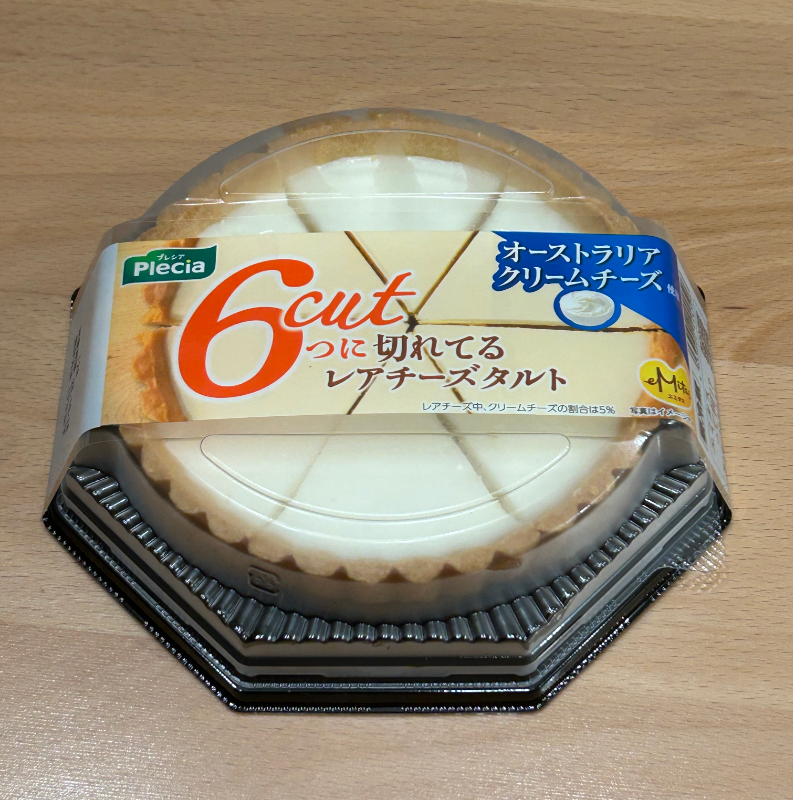 プレシア
Plecia
6cut
つに切れてる
レアチーズタルト
オーストラリア
クリームチーズ
レアチーズ中、クリームチーズの割合は5%
写真はイメージ
プラ